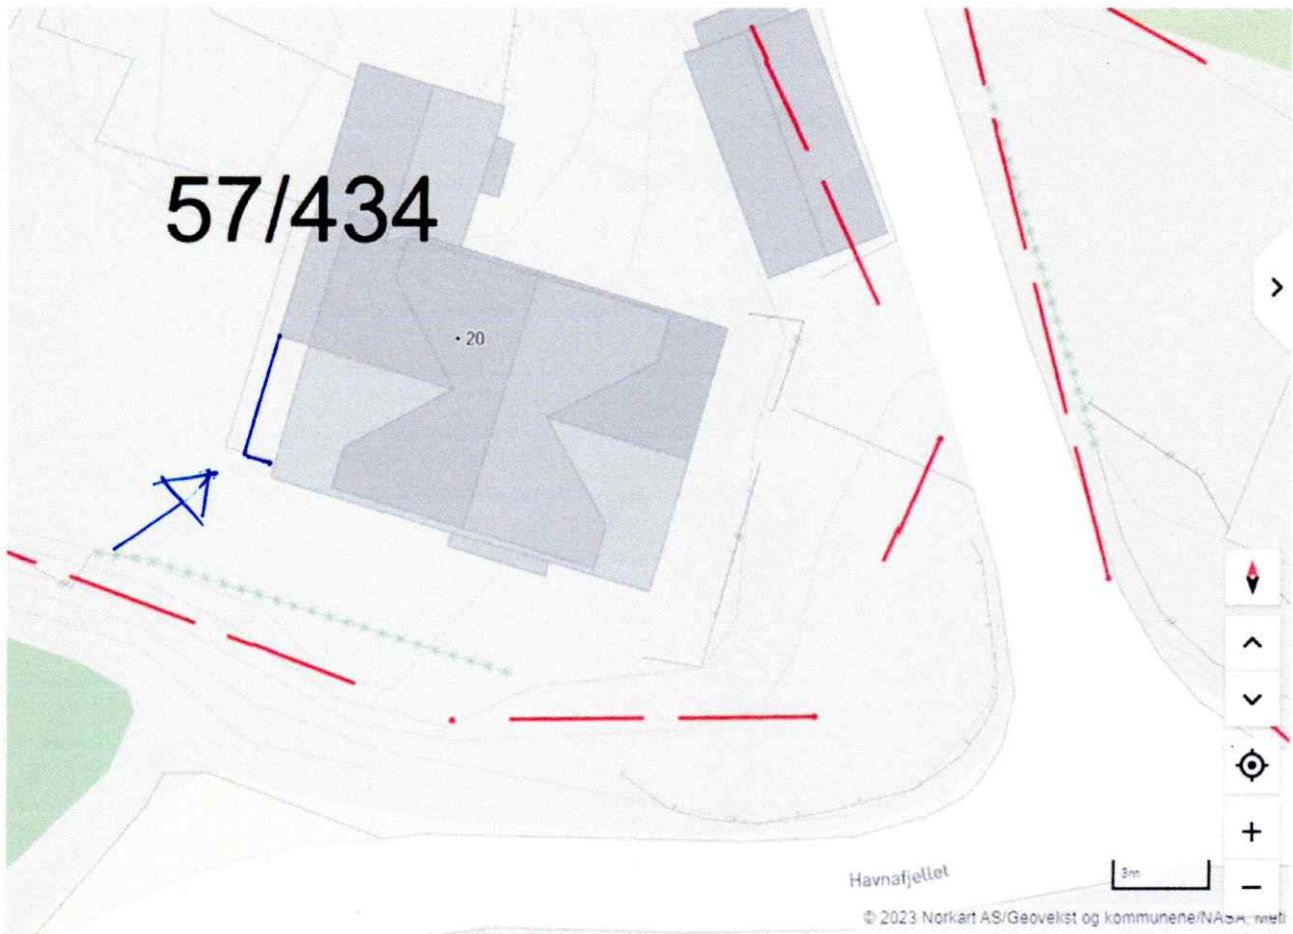 57/434
20
Havnafjellet
3m
© 2023 Norkart AS/Geovekst og kommunene/NASA, Meti